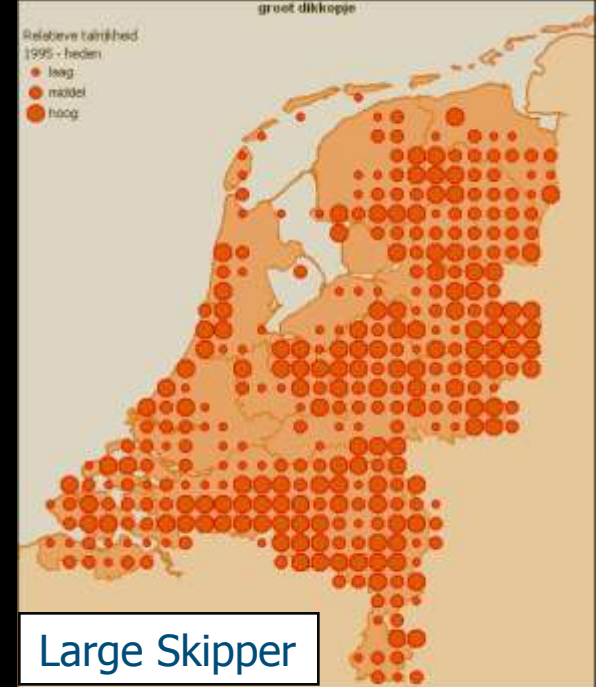 groot dikkopje
Relatieve talrijkheid
1995 - heden
laag
middel
hoog
Large Skipper